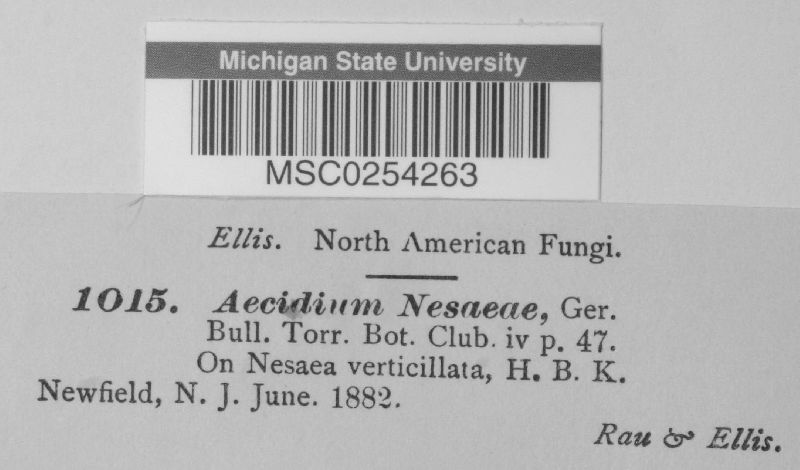 Michigan State University
MSC0254263
Ellis. North American Fungi.
1015. Aecidium Nesaeae, Ger.
Bull. Torr. Bot. Club. iv p. 47.
On Nesaea verticillata, H. B. K.
Newfield, N. J. June. 1882.
Rau & Ellis.